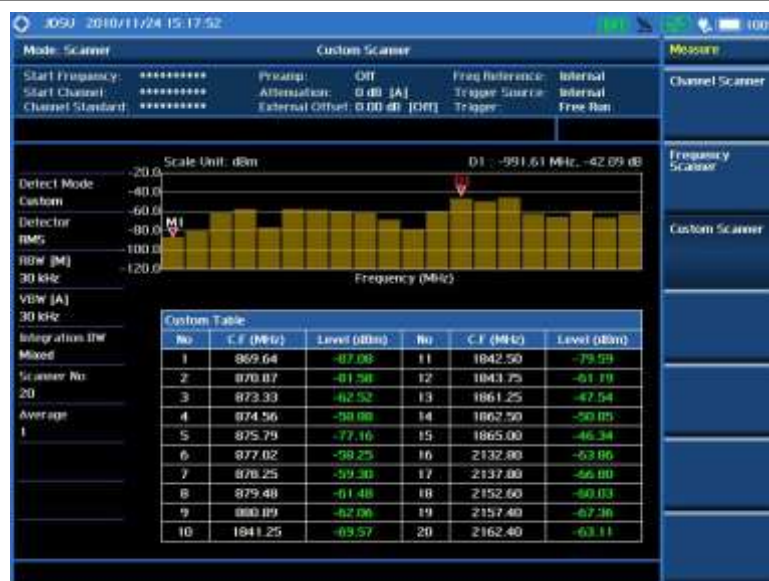 JDSU 2010/11/24 15:17:52
100
Mode: Scanner Custom Scanner Measure
Start Frequency: ********** Preamp: Off Freq Reference: Internal
Start Channel: ********** Attenuation: 0 dB [A] Trigger Source: Internal
Channel Standard: ********** External Offset: 0.00 dB [Off] Trigger: Free Run
Channel Scanner
Frequency Scanner
Custom Scanner
Scale Unit: dBm D1 : -991.61 MHz, -42.09 dB
-20.0
-40.0
-60.0
-80.0
-100.0
-120.0
M1
D1
Frequency (MHz)
Detect Mode
Custom
Detector
RMS
RBW [M]
30 kHz
VBW [A]
30 kHz
Integration BW
Mixed
Scanner No
20
Average
1
Custom Table
No C.F (MHz) Level (dBm) No C.F (MHz) Level (dBm)
1 869.64 -87.08 11 1842.50 -79.59
2 870.87 -81.58 12 1843.75 -61.19
3 873.33 -62.52 13 1861.25 -47.54
4 874.56 14 1862.50 -50.85
5 875.79 -77.16 15 1865.00 -46.34
6 877.02 -58.25 16 2132.80 -63.86
7 878.25 -59.30 17 2137.80 -66.80
8 879.48 -61.48 18 2152.60 -60.03
9 880.89 -62.06 19 2157.40 -67.36
10 1841.25 -69.57 20 2162.40 -63.11